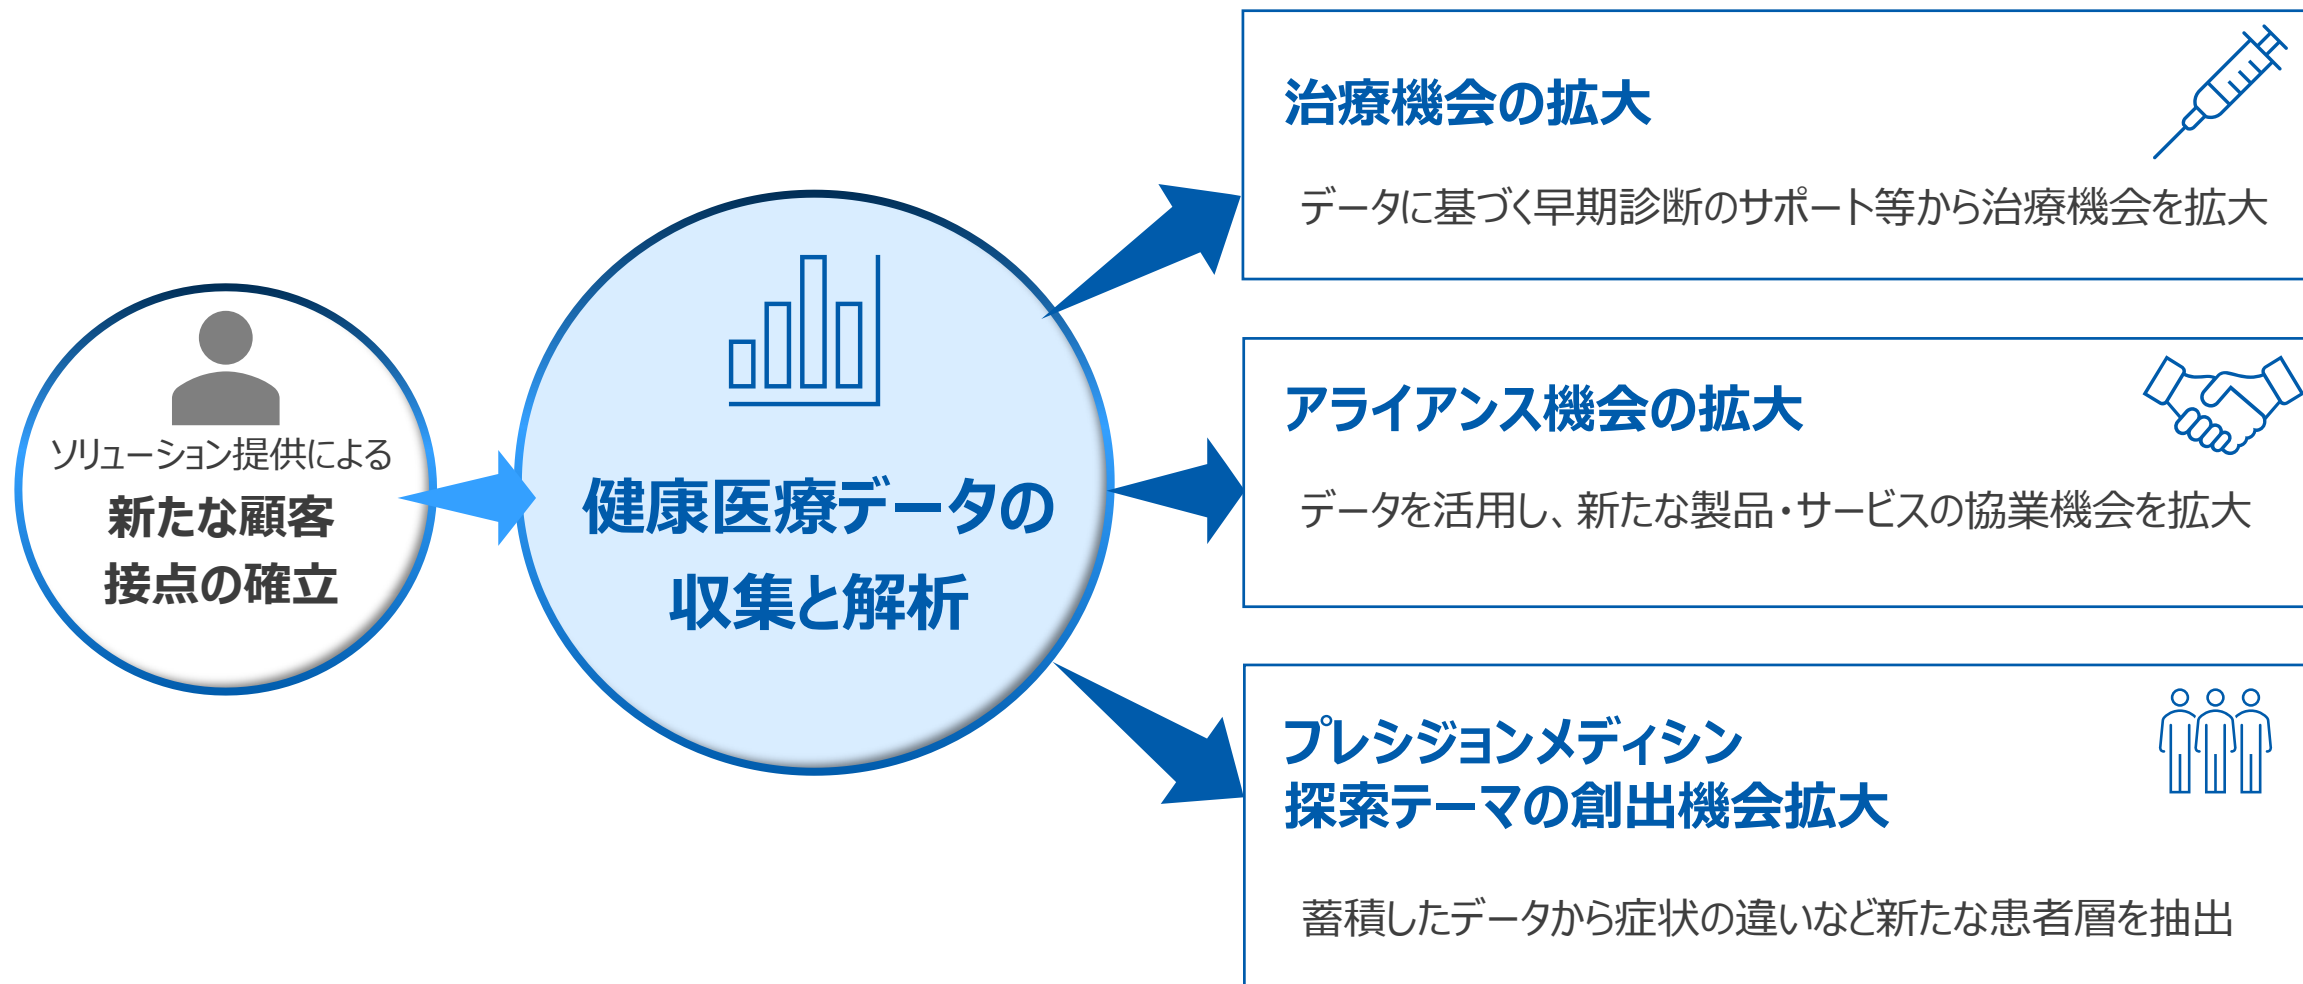 ソリューション提供による
新たな顧客
接点の確立
健康医療データの
収集と解析
治療機会の拡大
データに基づく早期診断のサポート等から治療機会を拡大
アライアンス機会の拡大
データを活用し、新たな製品・サービスの協業機会を拡大
プレシジョンメディシン
探索テーマの創出機会拡大
蓄積したデータから症状の違いなど新たな患者層を抽出